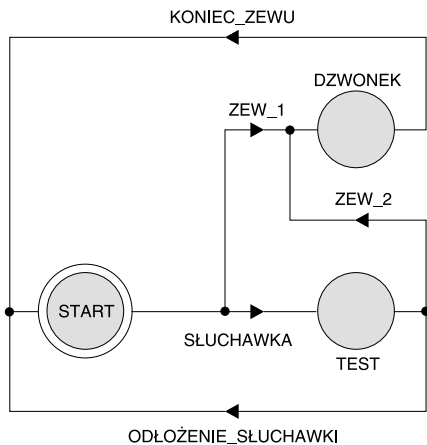 KONIEC_ZEWU
DZWONEK
ZEW_1
ZEW_2
START
SŁUCHAWKA
TEST
ODŁOŻENIE_SŁUCHAWKI